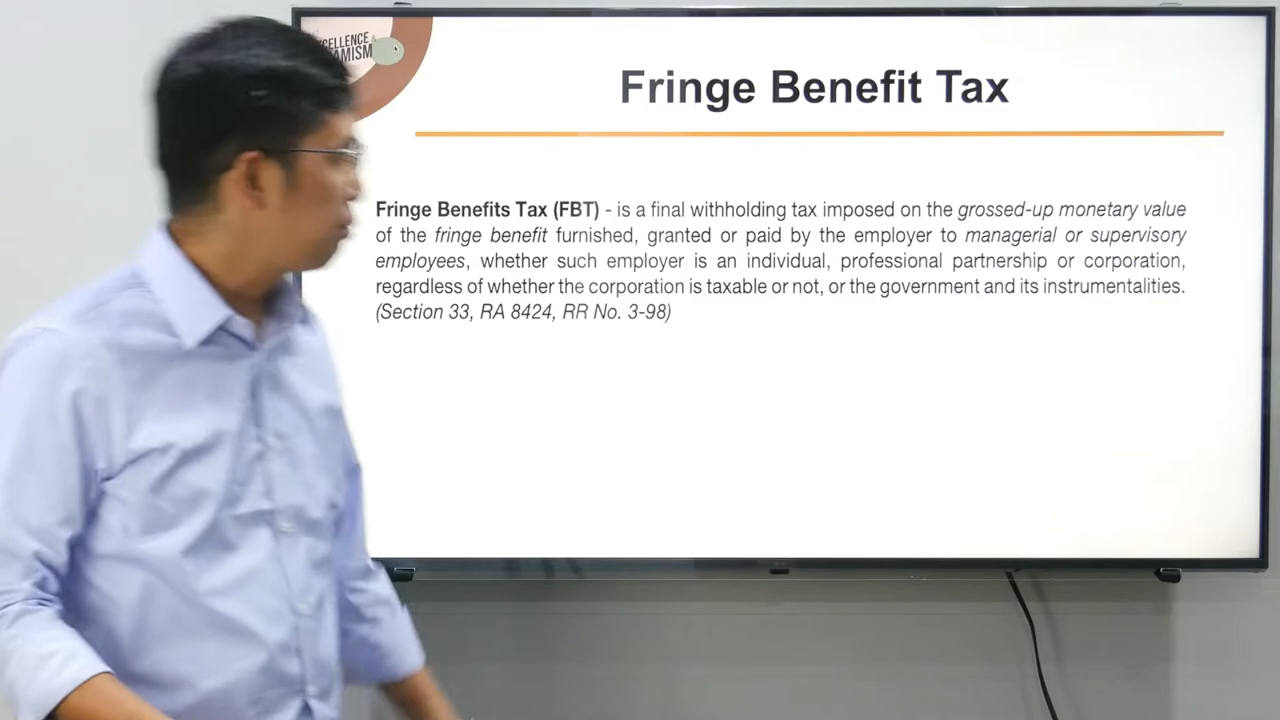 Fringe Benefit Tax
Fringe Benefits Tax (FBT) - is a final withholding tax imposed on the grossed-up monetary value
of the fringe benefit furnished, granted or paid by the employer to managerial or supervisory
employees, whether such employer is an individual, professional partnership or corporation,
regardless of whether the corporation is taxable or not, or the government and its instrumentalities.
(Section 33, RA 8424, RR No. 3-98)